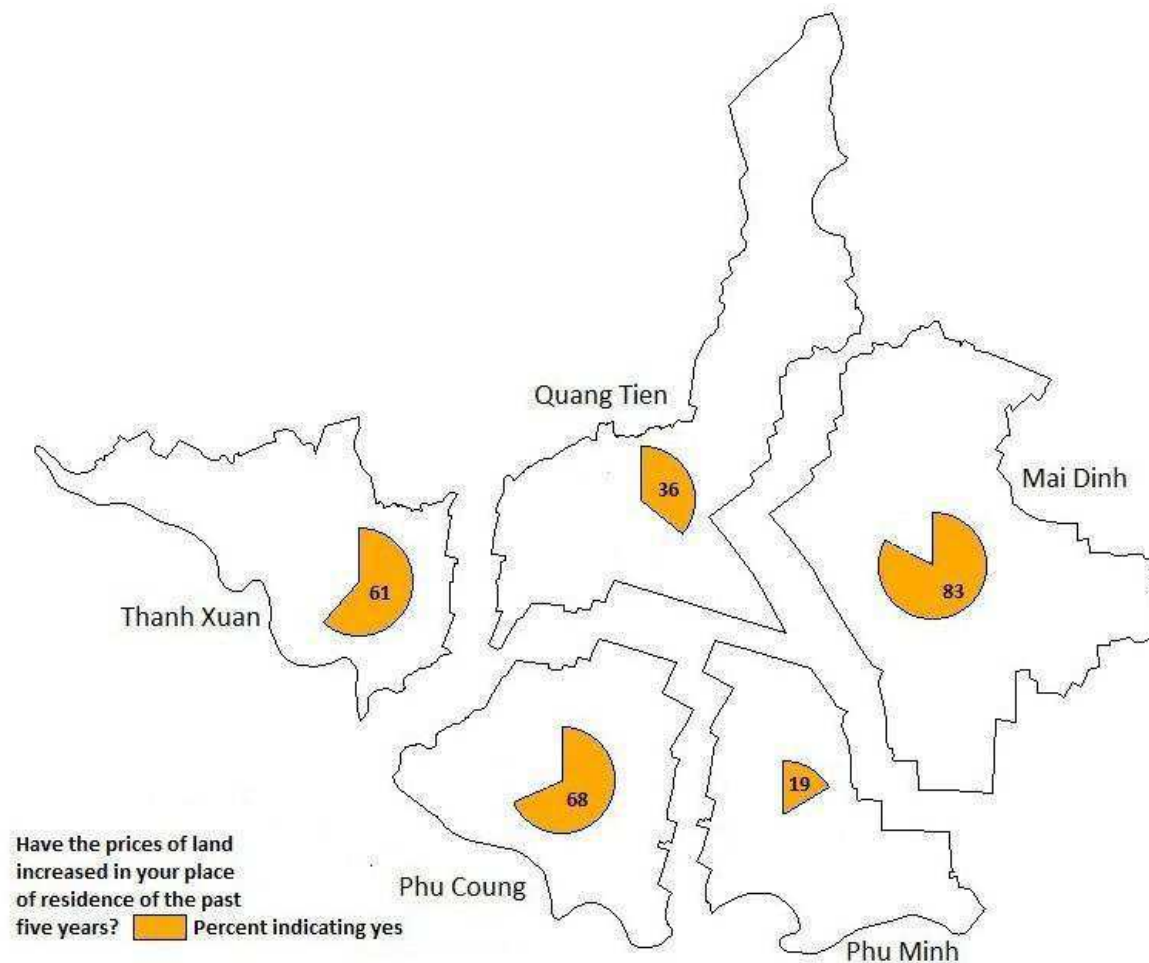 Quang Tien
36
Mai Dinh
83
Thanh Xuan
61
Phu Coung
68
Phu Minh
19
Have the prices of land
increased in your place
of residence of the past
five years? Percent indicating yes